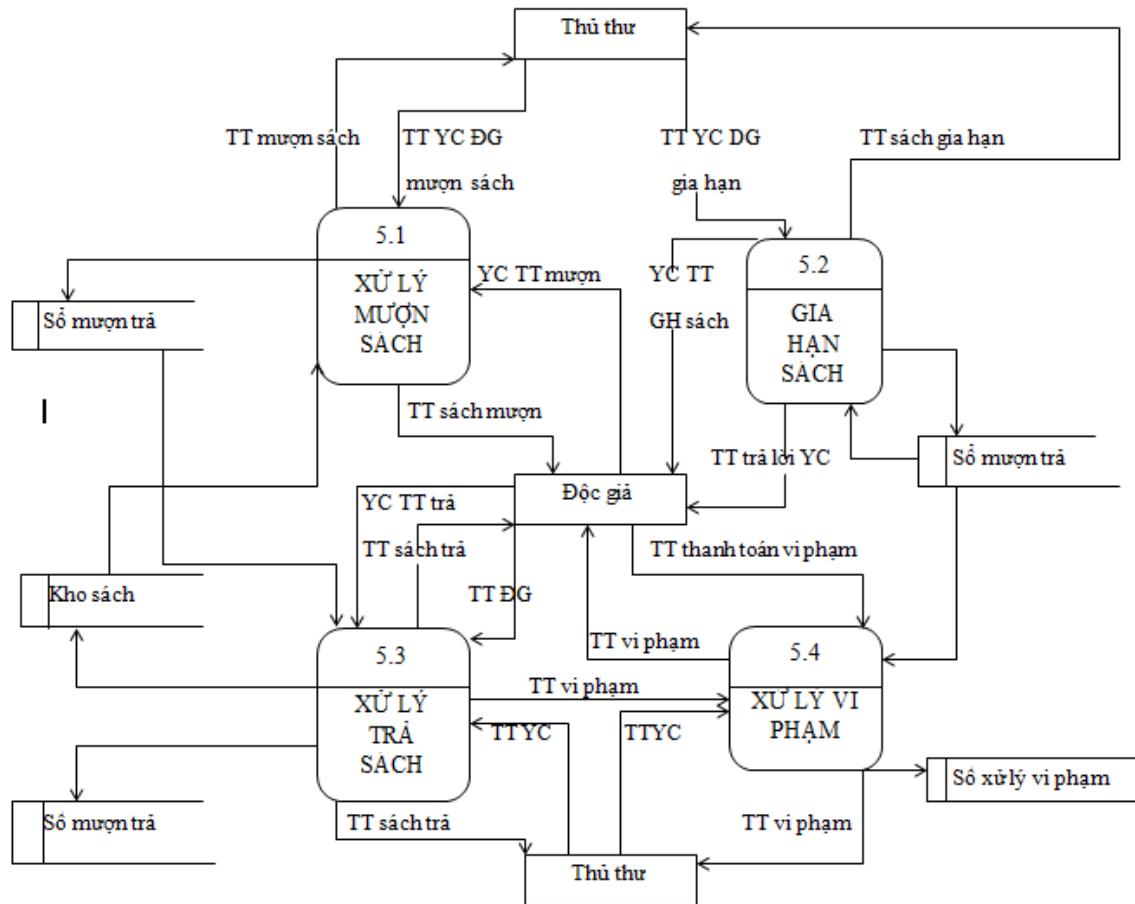 Thủ thư
TT mượn sách
TT YC ĐG
mượn sách
TT YC DG
gia hạn
TT sách gia hạn
5.1
XỬ LÝ
MƯỢN
SÁCH
YC TT mượn
YC TT
GH sách
5.2
GIA
HẠN
SÁCH
Sổ mượn trả
TT sách mượn
TT trả lời YC
Sổ mượn trả
Độc giả
YC TT trả
TT sách trả
TT ĐG
TT thanh toán vi phạm
Kho sách
TT vi phạm
5.3
XỬ LÝ
TRẢ
SÁCH
TT vi phạm
5.4
XỬ LÝ VI
PHẠM
TTYC
TTYC
Sổ mượn trả
TT sách trả
TT vi phạm
Sổ xử lý vi phạm
Thủ thư